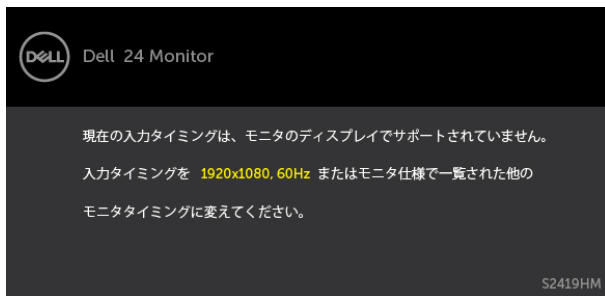 DELL
Dell 24 Monitor
現在の入力タイミングは、モニタのディスプレイでサポートされていません。
入力タイミングを 1920x1080, 60Hz またはモニタ仕様で一覧された他の
モニタタイミングに変えてください。
S2419HM